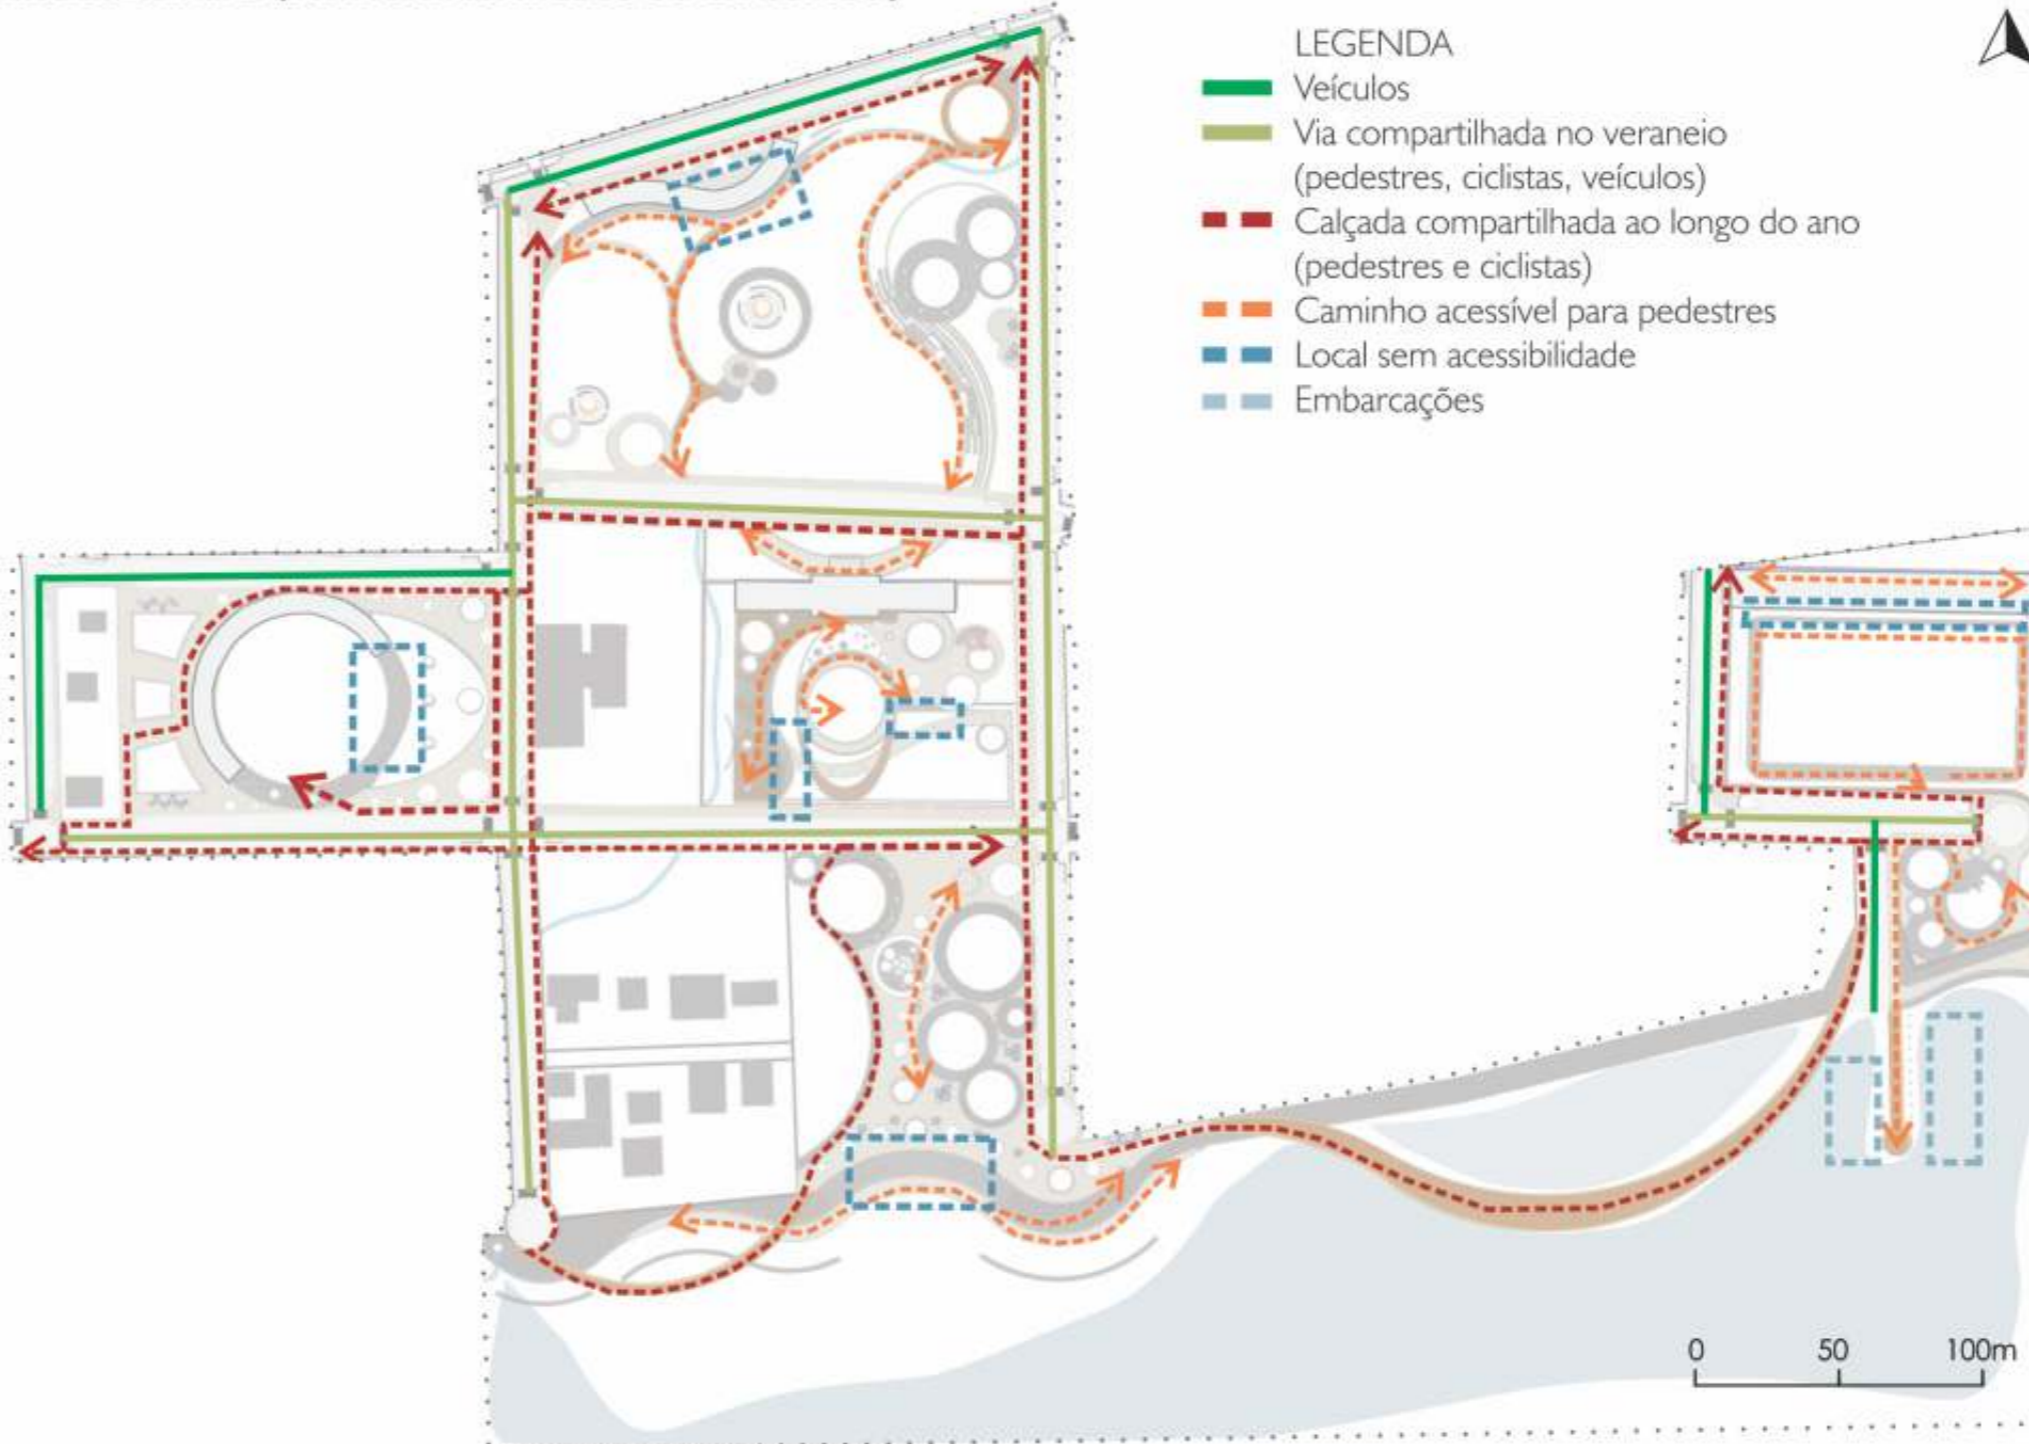 LEGENDA
Veículos
Via compartilhada no veraneio
(pedestres, ciclistas, veículos)
Calçada compartilhada ao longo do ano
(pedestres e ciclistas)
Caminho acessível para pedestres
Local sem acessibilidade
Embarcações
0 50 100m